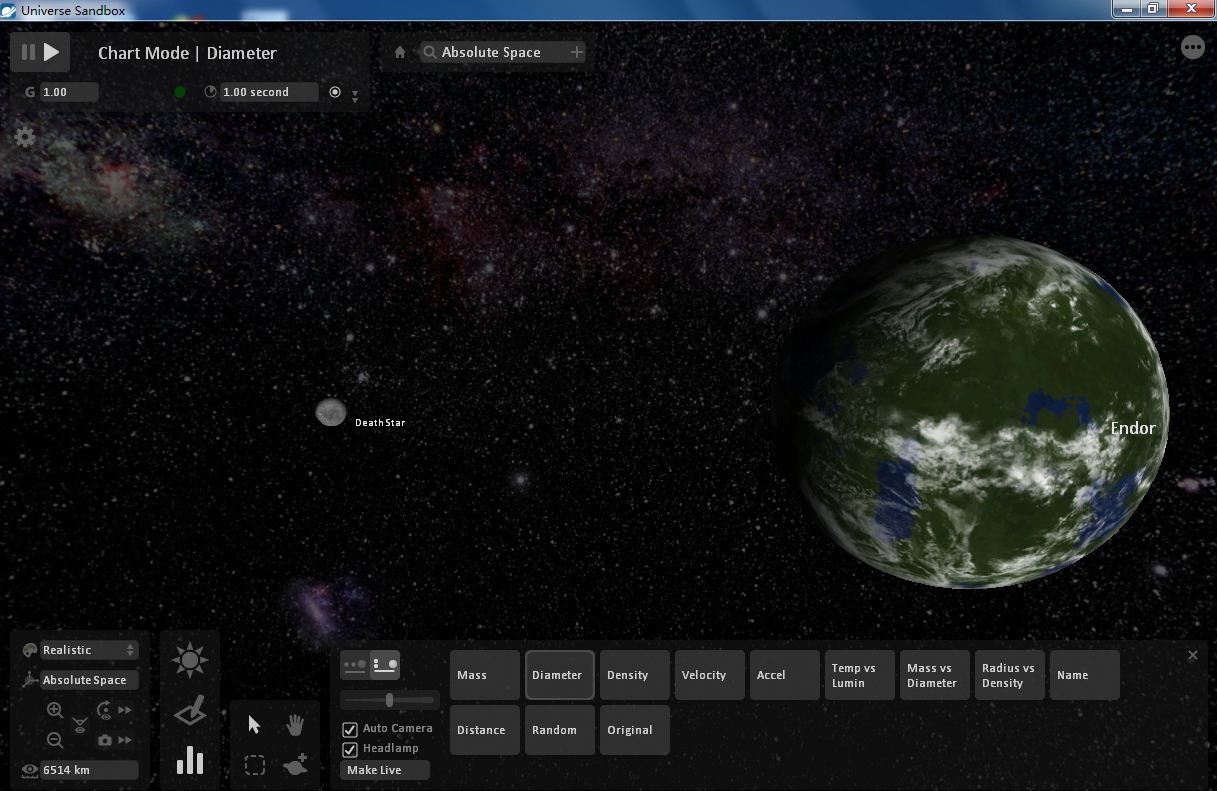 Universe Sandbox
Chart Mode | Diameter
Absolute Space
G 1.00
1.00 second
Death Star
Endor
Realistic
Absolute Space
6514 km
Auto Camera
Headlamp
Make Live
Mass
Diameter
Density
Velocity
Accel
Temp vs
Lumin
Mass vs
Diameter
Radius vs
Density
Name
Distance
Random
Original